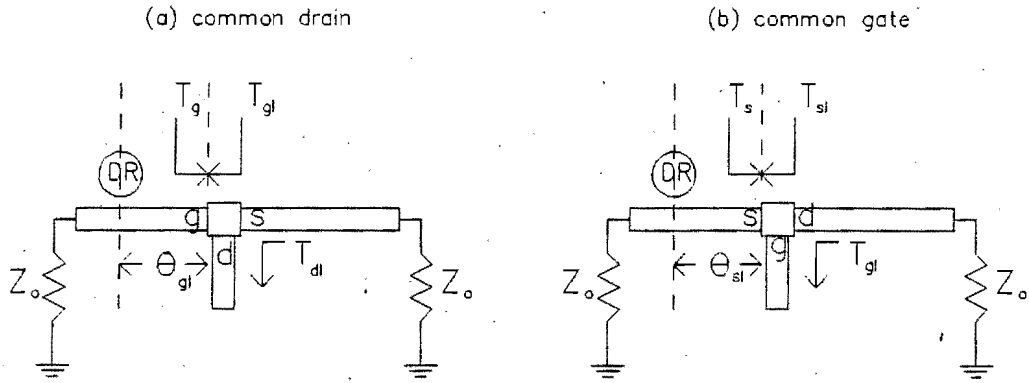 (a) common drain
(b) common gate
T_g T_gl
T_s T_sl
DR
DR
g s
s d
d
g
θ_gl
T_dl
θ_sl
T_gl
Z_o
Z_o
Z_o
Z_o